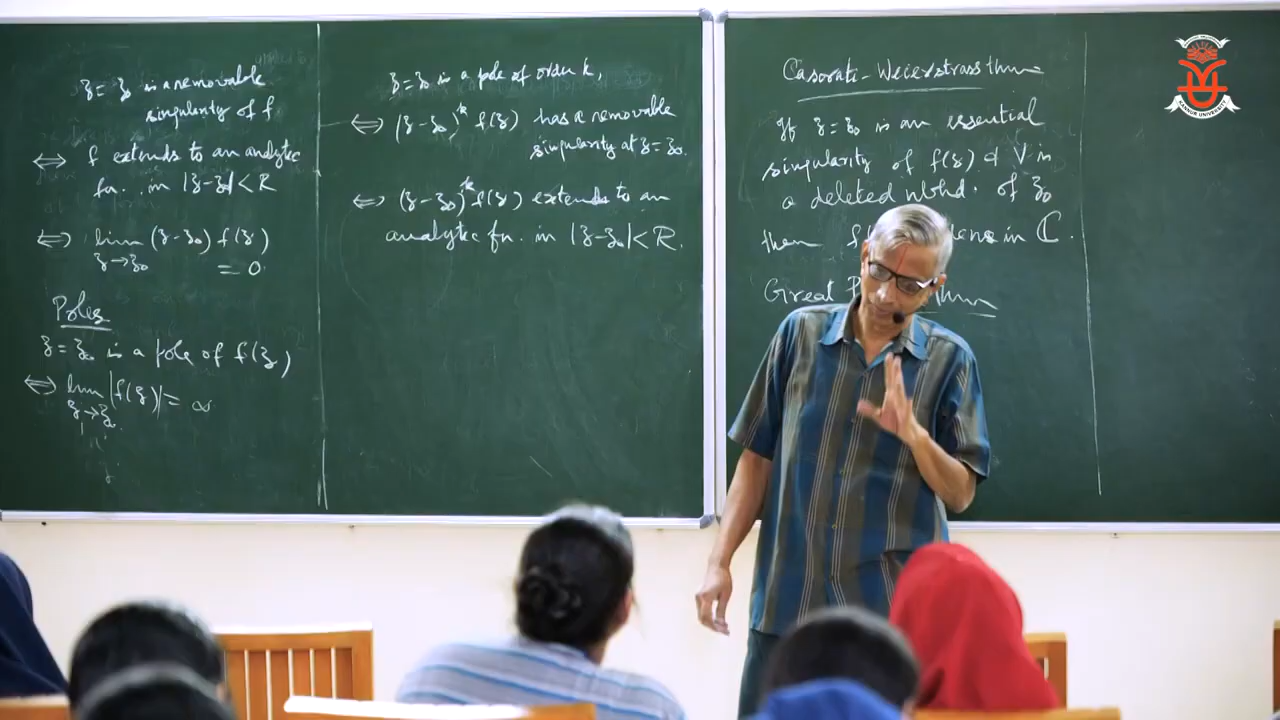 z = z₀ is a removable
singularity of f
⟺ f extends to an analytic
fn. in |z-z₀| < R
⟺ lim (z-z₀) f(z)
z→z₀ = 0.
Poles
z = z₀ is a pole of f(z)
⟺ lim |f(z)| = ∞
z→z₀
z = z₀ is a pole of order k,
⟺ (z-z₀)ᵏ f(z) has a removable
singularity at z = z₀.
⟺ (z-z₀)ᵏ f(z) extends to an
analytic fn. in |z-z₀| < R.
Casorati-Weierstrass thm
If z = z₀ is an essential
singularity of f(z) & V is
a deleted nbhd. of z₀
then in ℂ.
Great thm
KANNUR UNIVERSITY